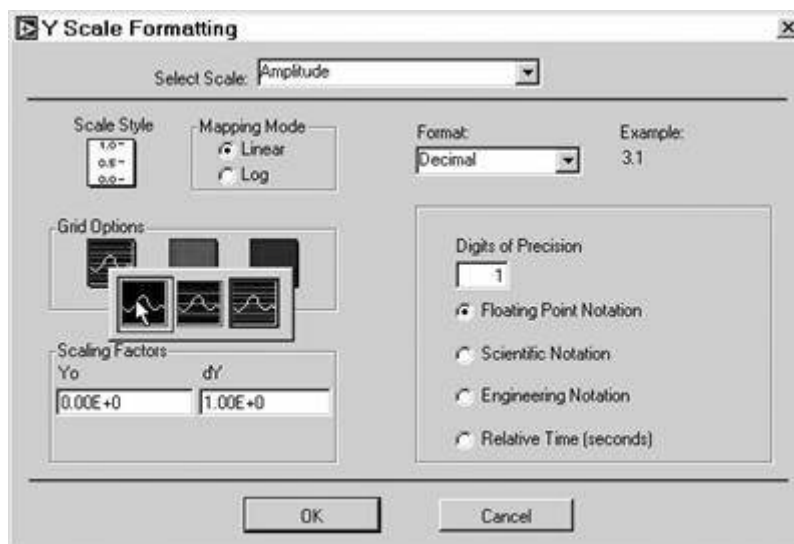 Y Scale Formatting
Select Scale: Amplitude
Scale Style
1.0
0.5
0.0
Mapping Mode
Linear
Log
Format:
Decimal
Example:
3.1
Grid Options
Digits of Precision
1
Floating Point Notation
Scientific Notation
Engineering Notation
Relative Time (seconds)
Scaling Factors
Yo dY
0.00E+0 1.00E+0
OK Cancel